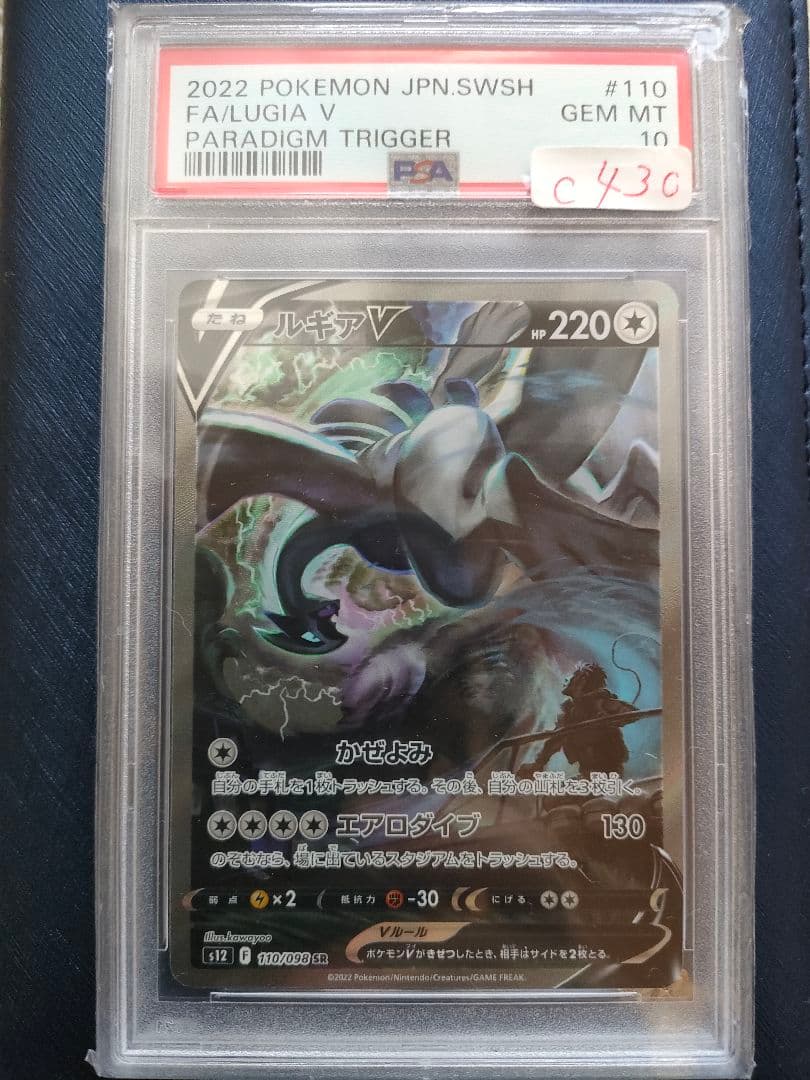 2022 POKEMON JPN.SWSH #110
FA/LUGIA V GEM MT
PARADIGM TRIGGER 10
PSA
c 430
たね ルギアV HP 220
かぜよみ
自分の手札を1枚トラッシュする。その後、自分の山札を3枚引く。
エアロダイブ 130
のぞむなら、場に出ているスタジアムをトラッシュする。
弱点 ×2 抵抗力 -30 にげる
Vルール
ポケモンVがきぜつしたとき、相手はサイドを2枚とる。
illus.kawayoo
s12 F 110/098 SR
©2022 Pokémon/Nintendo/Creatures/GAME FREAK.